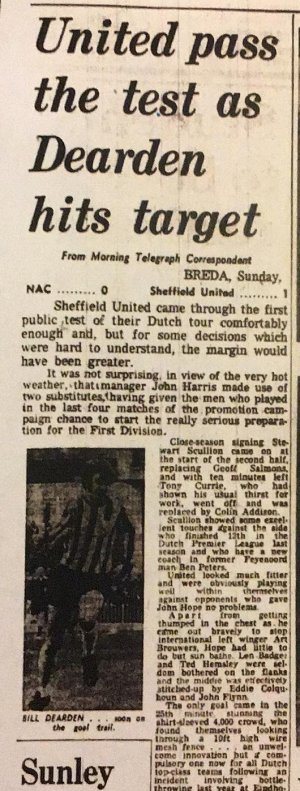 United pass
the test as
Dearden
hits target
From Morning Telegraph Correspondent
BREDA, Sunday,
NAC .......... 0 Sheffield United .......... 1
Sheffield United came through the first
public test of their Dutch tour comfortably
enough and, but for some decisions which
were hard to understand, the margin would
have been greater.
It was not surprising, in view of the very hot
weather, that manager John Harris made use of
two substitutes, having given the men who played
in the last four matches of the promotion cam-
paign chance to start the really serious prepara-
tion for the First Division.
Close-season signing Ste-
wart Scullion came on at
the start of the second half,
replacing Geoff Salmons,
and with ten minutes left
Tony Currie, who had
shown his usual thirst for
work, went off and was
replaced by Colin Addison.
Scullion showed some excel-
lent touches against the side
who finished 12th in the
Dutch Premier League last
season and who have a new
coach in former Feyenoord
man Ben Peters.
United looked much fitter
and were obviously playing
well within themselves
against opponents who gave
John Hope no problems.
Apart from getting
thumped in the chest as he
came out bravely to stop
international left winger Art
Brouwers, Hope had little to
do but sun bathe. Len Badger
and Ted Hemsley were sel-
dom bothered on the flanks
and the middle was effectively
stitched-up by Eddie Colqu-
houn and John Flynn.
The only goal came in the
25th minute, stunning the
shirt-sleeved 4,000 crowd, who
found themselves looking
through a 10ft high wire
mesh fence . . . . an unwel-
come innovation but a com-
pulsory one now for all Dutch
top-class teams following an
incident involving bottle-
throwing last year at Eindho-
BILL DEARDEN . . . soon on
the goal trail.
Sunley